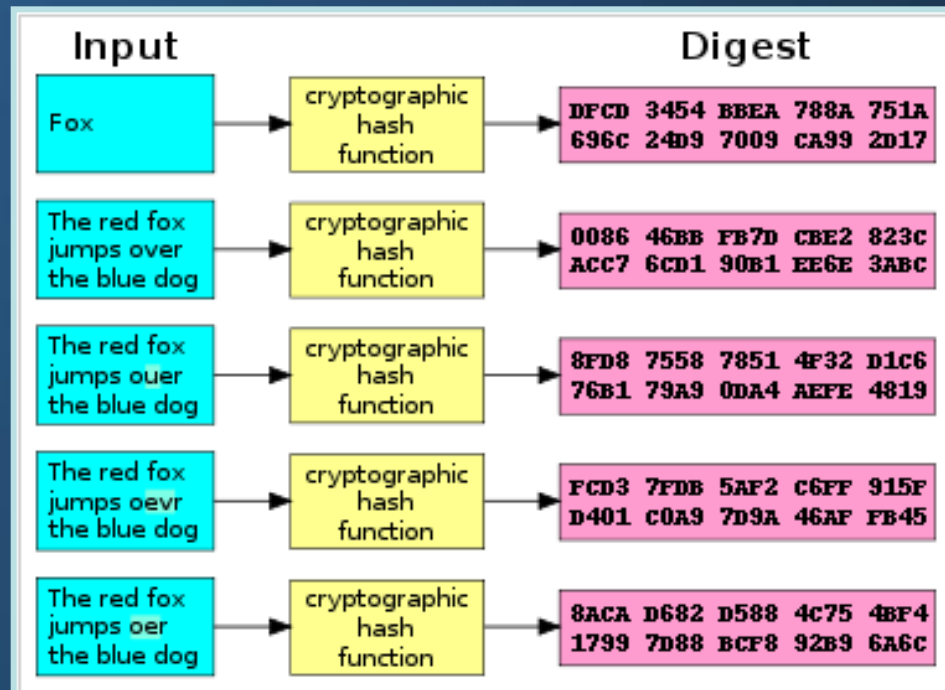 Input
Digest
Fox
cryptographic
hash
function
DFCD 3454 BBEA 788A 751A
696C 24D9 7009 CA99 2D17
The red fox
jumps over
the blue dog
cryptographic
hash
function
0086 46BB FB7D CBE2 823C
ACC7 6CD1 90B1 EE6E 3ABC
The red fox
jumps ouer
the blue dog
cryptographic
hash
function
8FD8 7558 7851 4F32 D1C6
76B1 79A9 0DA4 AEFE 4819
The red fox
jumps oevr
the blue dog
cryptographic
hash
function
FCD3 7FDB 5AF2 C6FF 915F
D401 C0A9 7D9A 46AF FB45
The red fox
jumps oer
the blue dog
cryptographic
hash
function
8ACA D682 D588 4C75 4BF4
1799 7D88 BCF8 92B9 6A6C